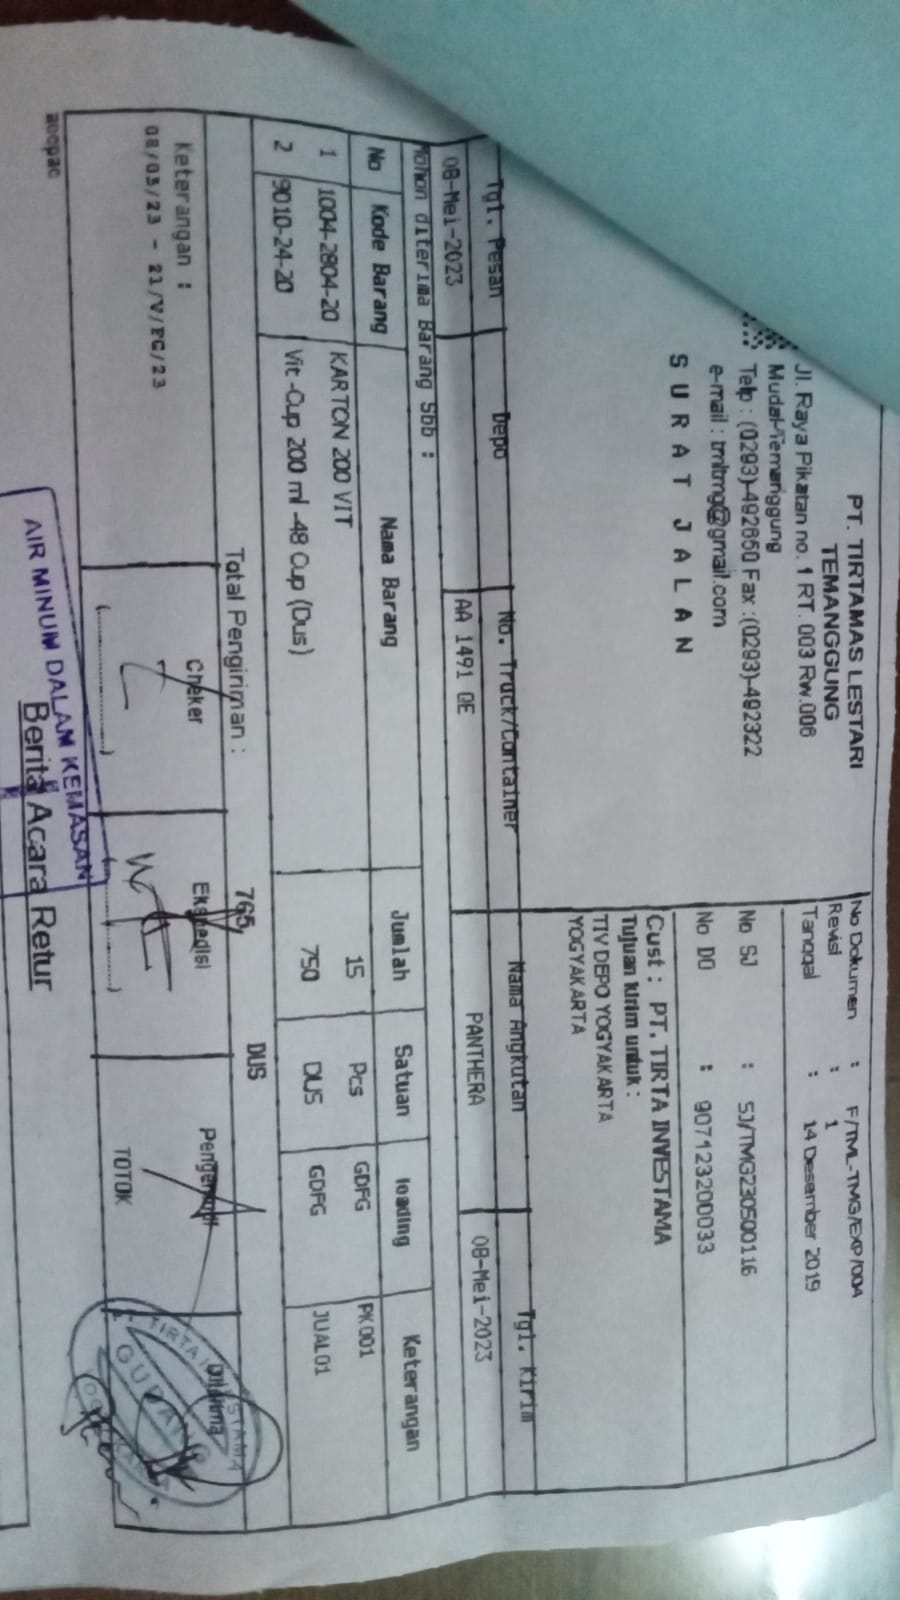 PT. TIRTAMAS LESTARI
TEMANGGUNG
Jl. Raya Pikatan no. 1 RT. 003 Rw.006
Mudal-Temanggung
Telp : (0293)-492650 Fax :(0293)-492322
e-mail : tmltmg@gmail.com
SURAT JALAN
No Dokumen : F/TML-TMG/EXP/004
Revisi : 1
Tanggal : 14 Desember 2019
No SJ : SJ/TMG230500116
No DO : 907123200033
Cust : PT. TIRTA INVESTAMA
Tujuan kirim untuk :
TIV DEPO YOGYAKARTA
YOGYAKARTA
Tgl. Pesan Depo No. Truck/Container Nama Angkutan Tgl. Kirim
08-Mei-2023 AA 1491 QE PANTHERA 08-Mei-2023
Mohon diterima Barang Sbb :
No Kode Barang Nama Barang Jumlah Satuan loading Keterangan
1 1004-2804-20 KARTON 200 VIT 15 Pcs GDFG PK001
2 9010-24-20 Vit -Cup 200 ml -48 Cup (Dus) 750 DUS GDFG JUAL01
Total Pengiriman : 765, DUS
Keterangan : Cheker Ekspedisi Pengemudi Diterima
08/05/23 - 21/V/FG/23
TOTOK
TIRTA INVESTAMA
GUDANG
AIR MINUM DALAM KEMASAN
Berita Acara Retur